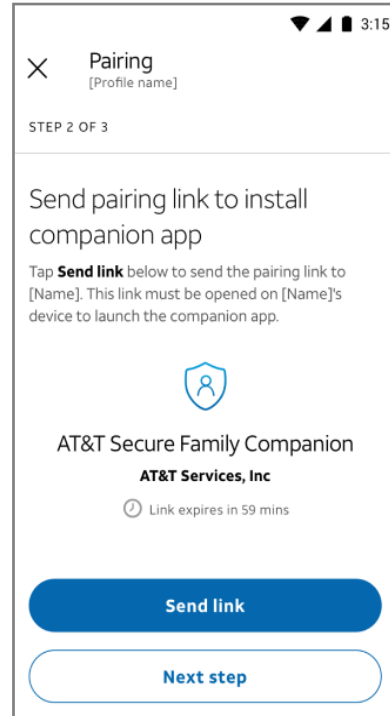 3:15
Pairing
[Profile name]
STEP 2 OF 3
Send pairing link to install
companion app
Tap Send link below to send the pairing link to
[Name]. This link must be opened on [Name]'s
device to launch the companion app.
AT&T Secure Family Companion
AT&T Services, Inc
Link expires in 59 mins
Send link
Next step